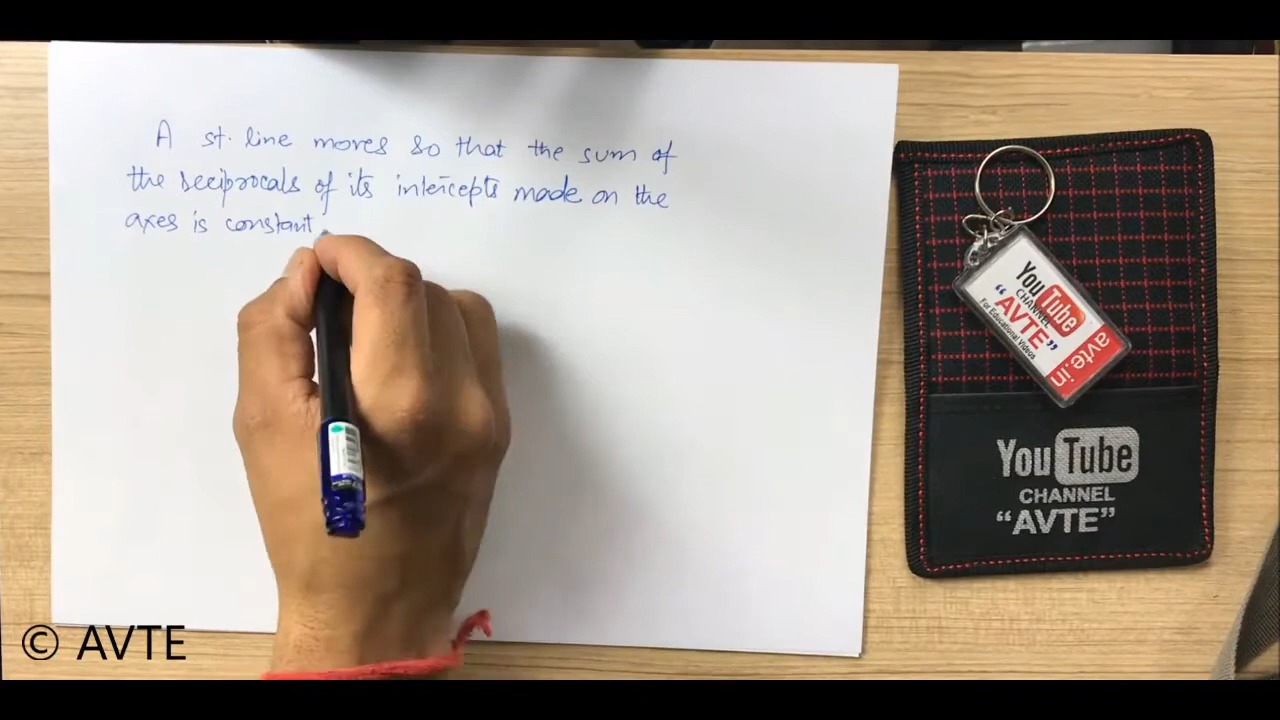 A st. line moves so that the sum of
the reciprocals of its intercepts made on the
axes is constant,
YouTube
CHANNEL
“AVTE”
For Educational Videos
avte.in
YouTube
CHANNEL
“AVTE”
© AVTE